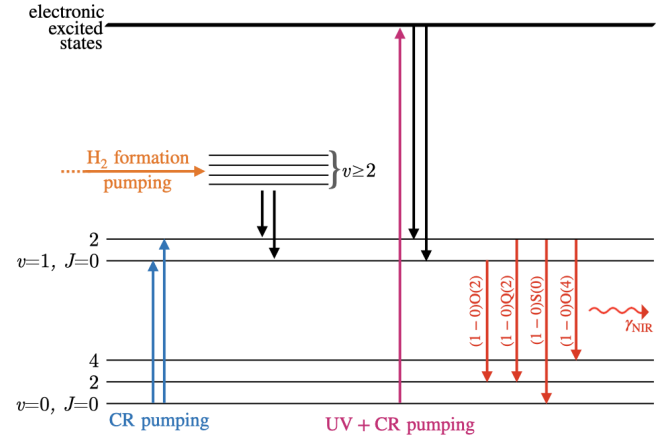 electronic
excited
states
H₂ formation
pumping
v≥2
2
v=1, J=0
(1−0)O(2)
(1−0)Q(2)
(1−0)S(0)
(1−0)O(4)
γNIR
4
2
v=0, J=0
CR pumping
UV + CR pumping